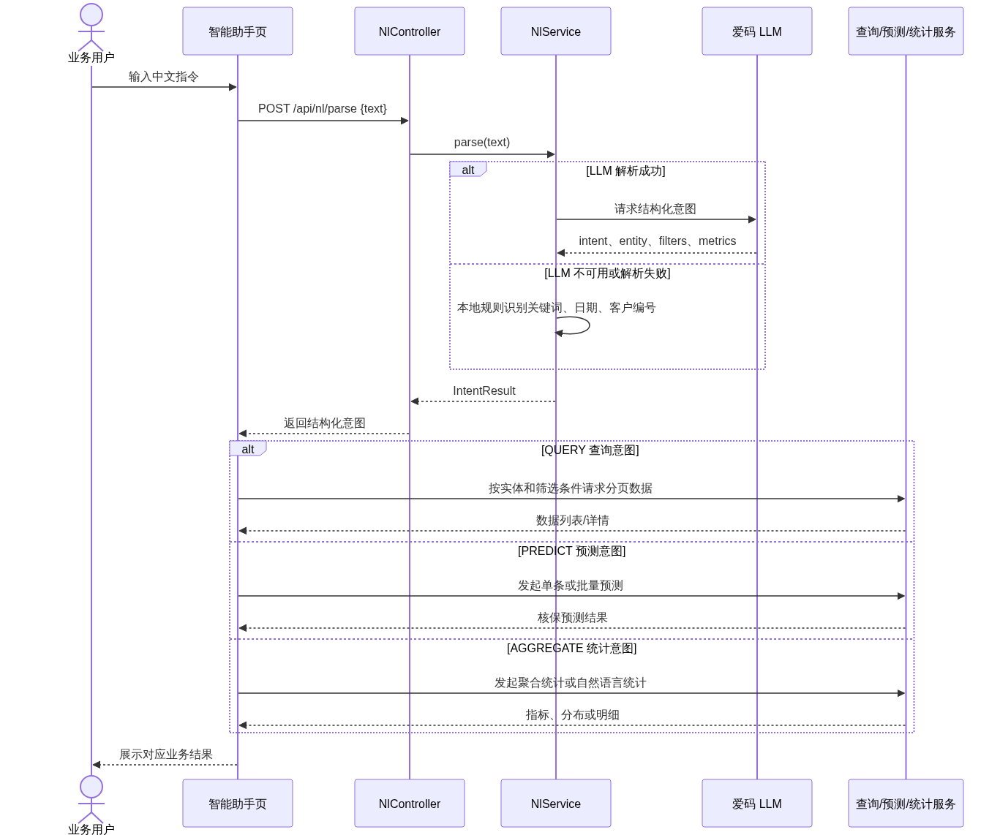 业务用户
智能助手页
NlController
NlService
爱码 LLM
查询/预测/统计服务
输入中文指令
POST /api/nl/parse {text}
parse(text)
alt
[LLM 解析成功]
请求结构化意图
intent、entity、filters、metrics
[LLM 不可用或解析失败]
本地规则识别关键词、日期、客户编号
IntentResult
返回结构化意图
alt
[QUERY 查询意图]
按实体和筛选条件请求分页数据
数据列表/详情
[PREDICT 预测意图]
发起单条或批量预测
核保预测结果
[AGGREGATE 统计意图]
发起聚合统计或自然语言统计
指标、分布或明细
展示对应业务结果
业务用户
智能助手页
NlController
NlService
爱码 LLM
查询/预测/统计服务